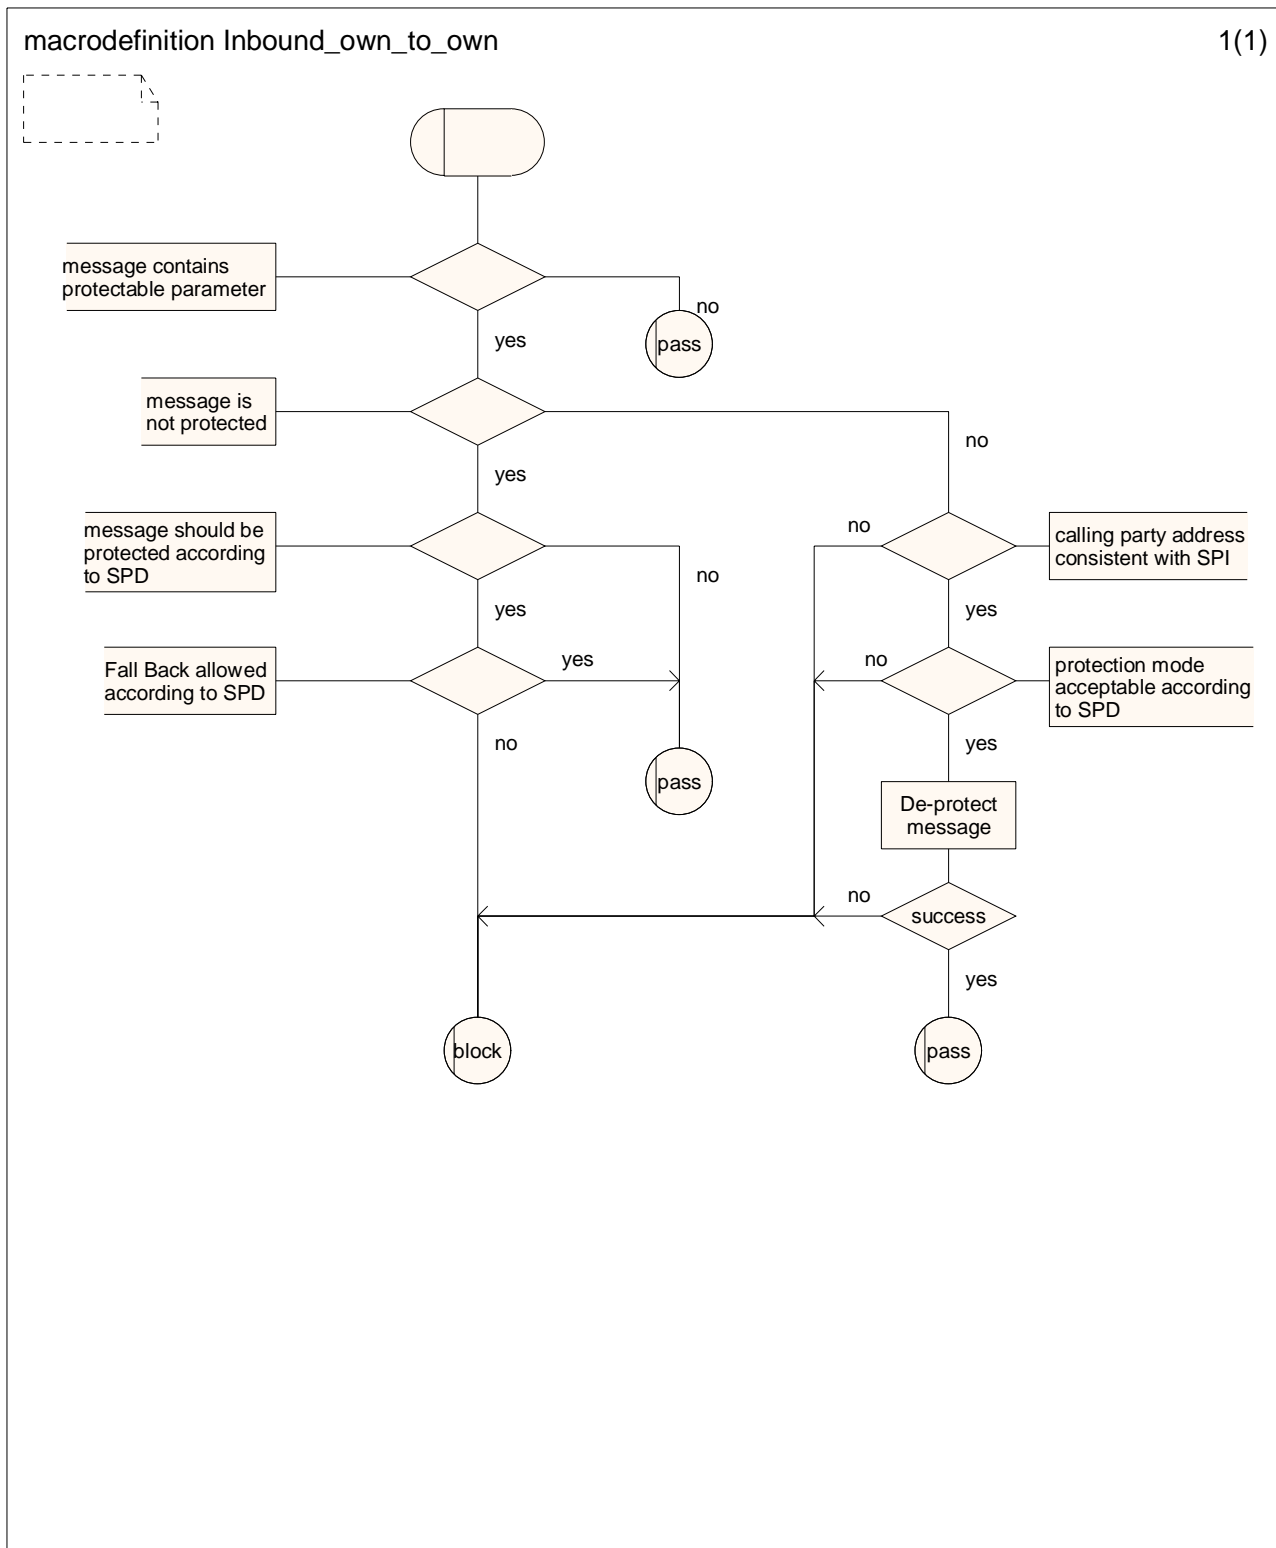 macrodefinition Inbound_own_to_own
1(1)
message contains
protectable parameter
no
pass
yes
message is
not protected
no
yes
message should be
protected according
to SPD
no
no
calling party address
consistent with SPI
yes
yes
Fall Back allowed
according to SPD
yes
no
protection mode
acceptable according
to SPD
no
yes
pass
De-protect
message
no
success
yes
block
pass